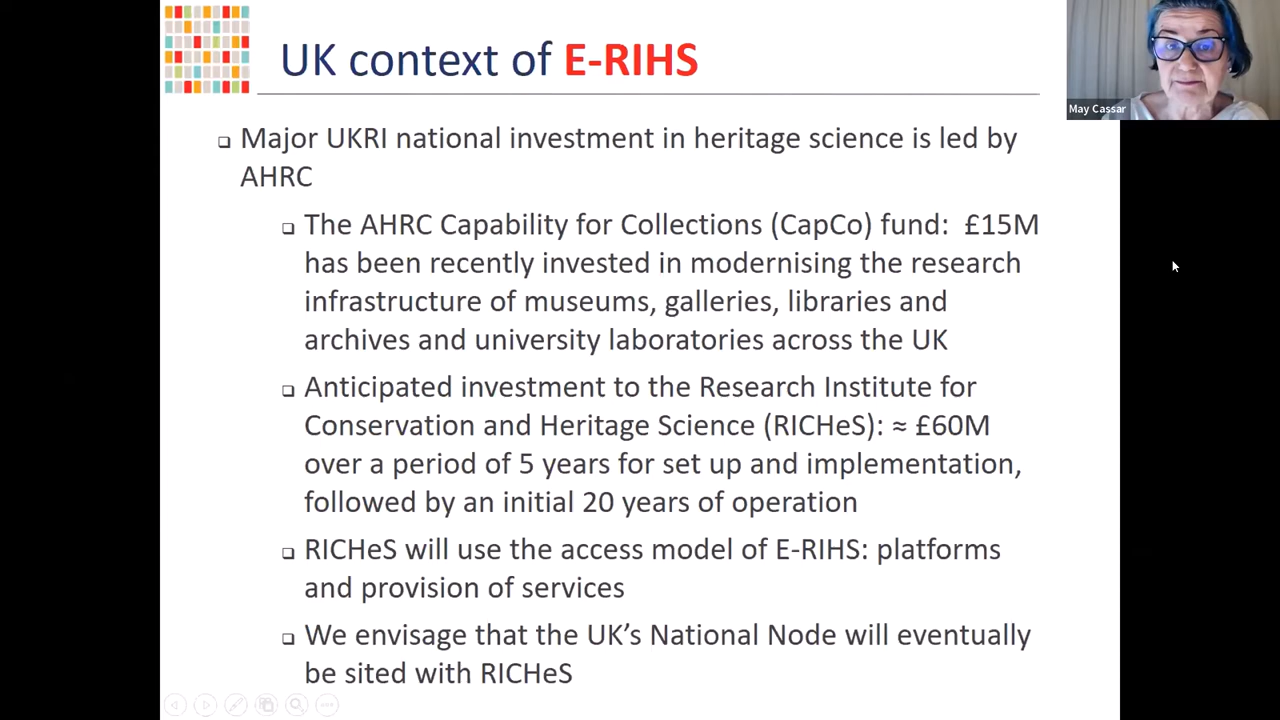 UK context of E-RIHS
May Cassar
❑ Major UKRI national investment in heritage science is led by
AHRC
❑ The AHRC Capability for Collections (CapCo) fund:  £15M
has been recently invested in modernising the research
infrastructure of museums, galleries, libraries and
archives and university laboratories across the UK
❑ Anticipated investment to the Research Institute for
Conservation and Heritage Science (RICHeS): ≈ £60M
over a period of 5 years for set up and implementation,
followed by an initial 20 years of operation
❑ RICHeS will use the access model of E-RIHS: platforms
and provision of services
❑ We envisage that the UK’s National Node will eventually
be sited with RICHeS